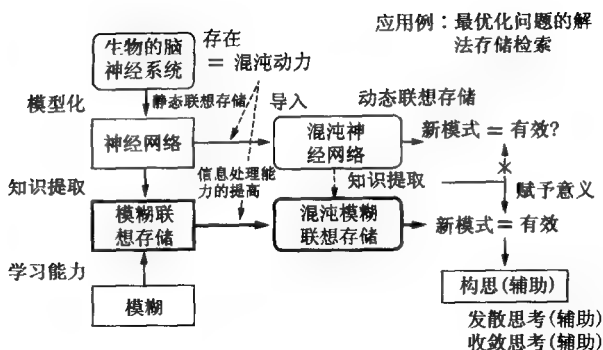 应用例：最优化问题的解
法存储检索
生物的脑
神经系统
存在
=混沌动力
模型化
静态联想存储
导入
动态联想存储
神经网络
混沌神
经网络
新模式=有效?
知识提取
信息处理能
力的提高
知识提取
赋予意义
模糊联
想存储
混沌模糊
联想存储
新模式=有效
学习能力
模糊
构思(辅助)
发散思考(辅助)
收敛思考(辅助)